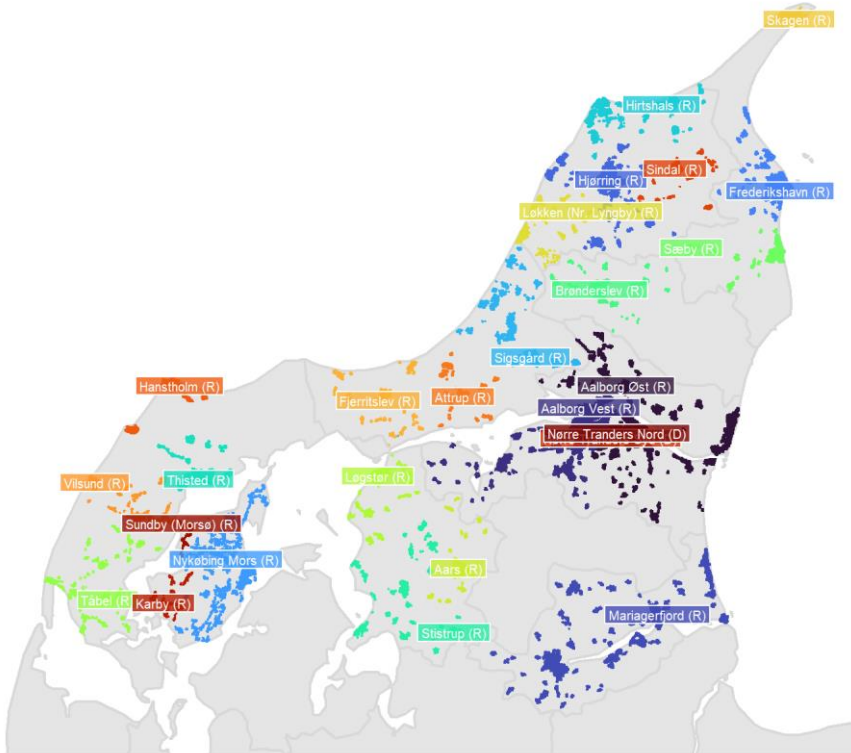 Skagen (R)
Hirtshals (R)
Sindal (R)
Hjørring (R)
Frederikshavn (R)
Løkken (Nr. Lyngby) (R)
Sæby (R)
Brønderslev (R)
Sigsgård (R)
Hanstholm (R)
Aalborg Øst (R)
Fjerritslev (R)
Attrup (R)
Aalborg Vest (R)
Nørre Tranders Nord (D)
Thisted (R)
Løgstør (R)
Vilsund (R)
Sundby (Morsø) (R)
Nykøbing Mors (R)
Aars (R)
Tåbel (R)
Karby (R)
Mariagerfjord (R)
Stistrup (R)